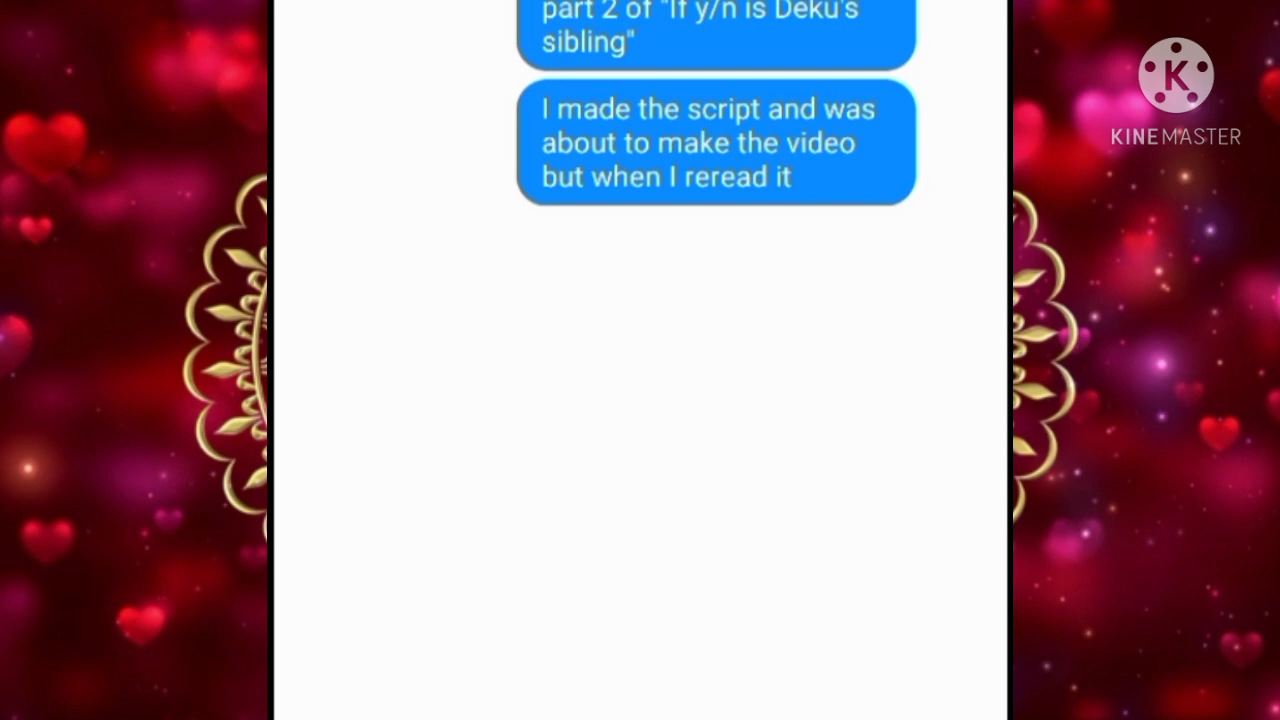 part 2 of "If y/n is Deku's
sibling"
I made the script and was
about to make the video
but when I reread it
K
KINEMASTER